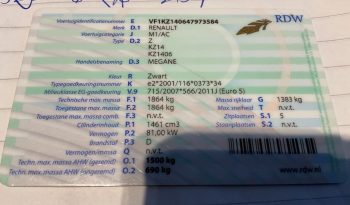 Voertuigidentificatienummer E VF1KZ140647973584
Merk D.1 RENAULT
Voertuigcategorie J M1/AC
Type D.2 Z
KZ14
KZ1406
Handelsbenaming D.3 MEGANE
RDW
Kleur R Zwart
Typegoedkeuringsnummer K e2*2001/116*0373*34
Milieuklasse EG-goedkeuring V.9 715/2007*566/2011J (Euro 5)
Technische max. massa F.1 1864 kg Massa rijklaar G 1383 kg
Toegestane max. massa F.2 1864 kg Max. snelheid T n.v.t.
Toegestane max. massa combinatie F.3 n.v.t. Zitplaatsen S.1 5
Cilinderinhoud P.1 1461 cm3 Staanplaatsen S.2 n.v.t.
Vermogen P.2 81,00 kW
Brandstof P.3 D
Vermogen/massa Q n.v.t.
Techn. max. massa AHW (geremd) O.1 1500 kg
Techn. max. massa AHW (ongeremd) O.2 690 kg
www.rdw.nl